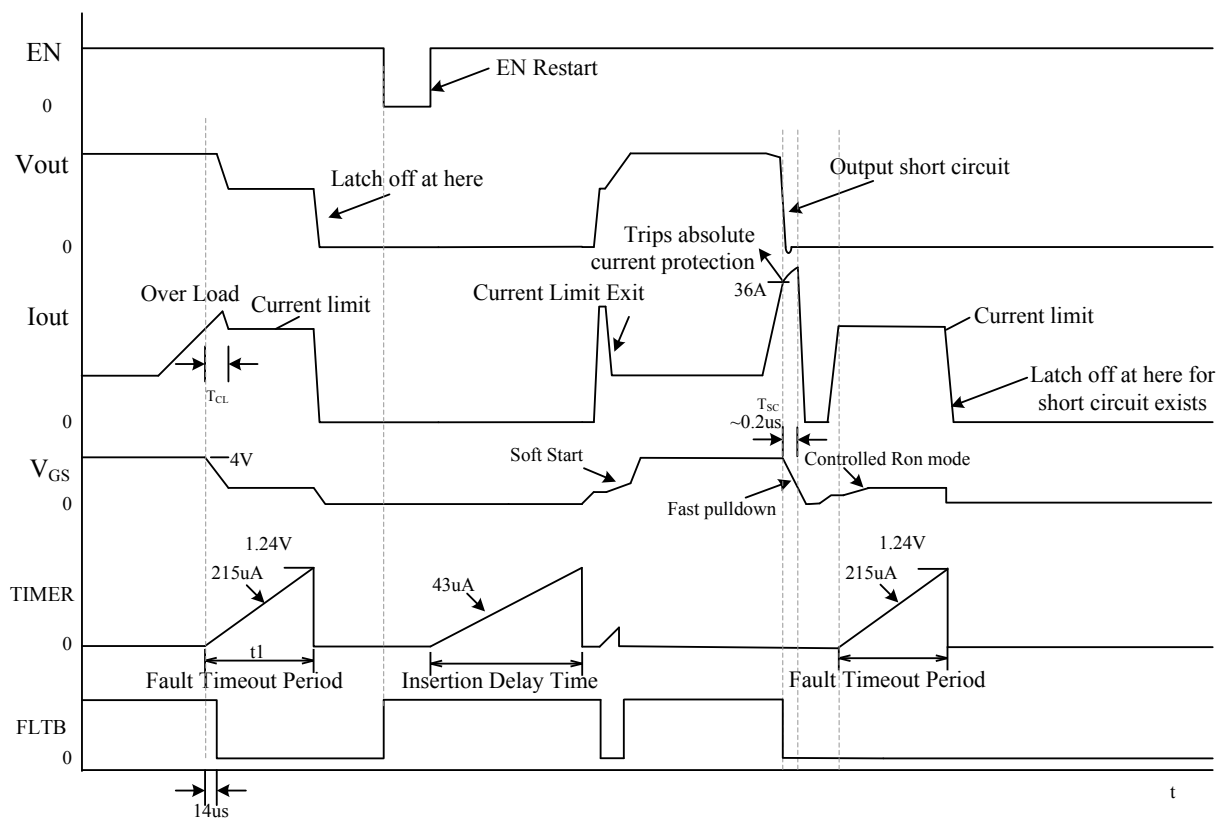 EN
EN Restart
0
Vout
Output short circuit
Latch off at here
0
Trips absolute
current protection
36A
Over Load
Current limit
Current Limit Exit
Iout
Current limit
TCL
Latch off at here for
short circuit exists
0
TSC
~0.2us
Soft Start
Controlled Ron mode
4V
VGS
0
Fast pulldown
1.24V
1.24V
215uA
43uA
215uA
TIMER
0
t1
Fault Timeout Period
Insertion Delay Time
Fault Timeout Period
FLTB
0
t
14us